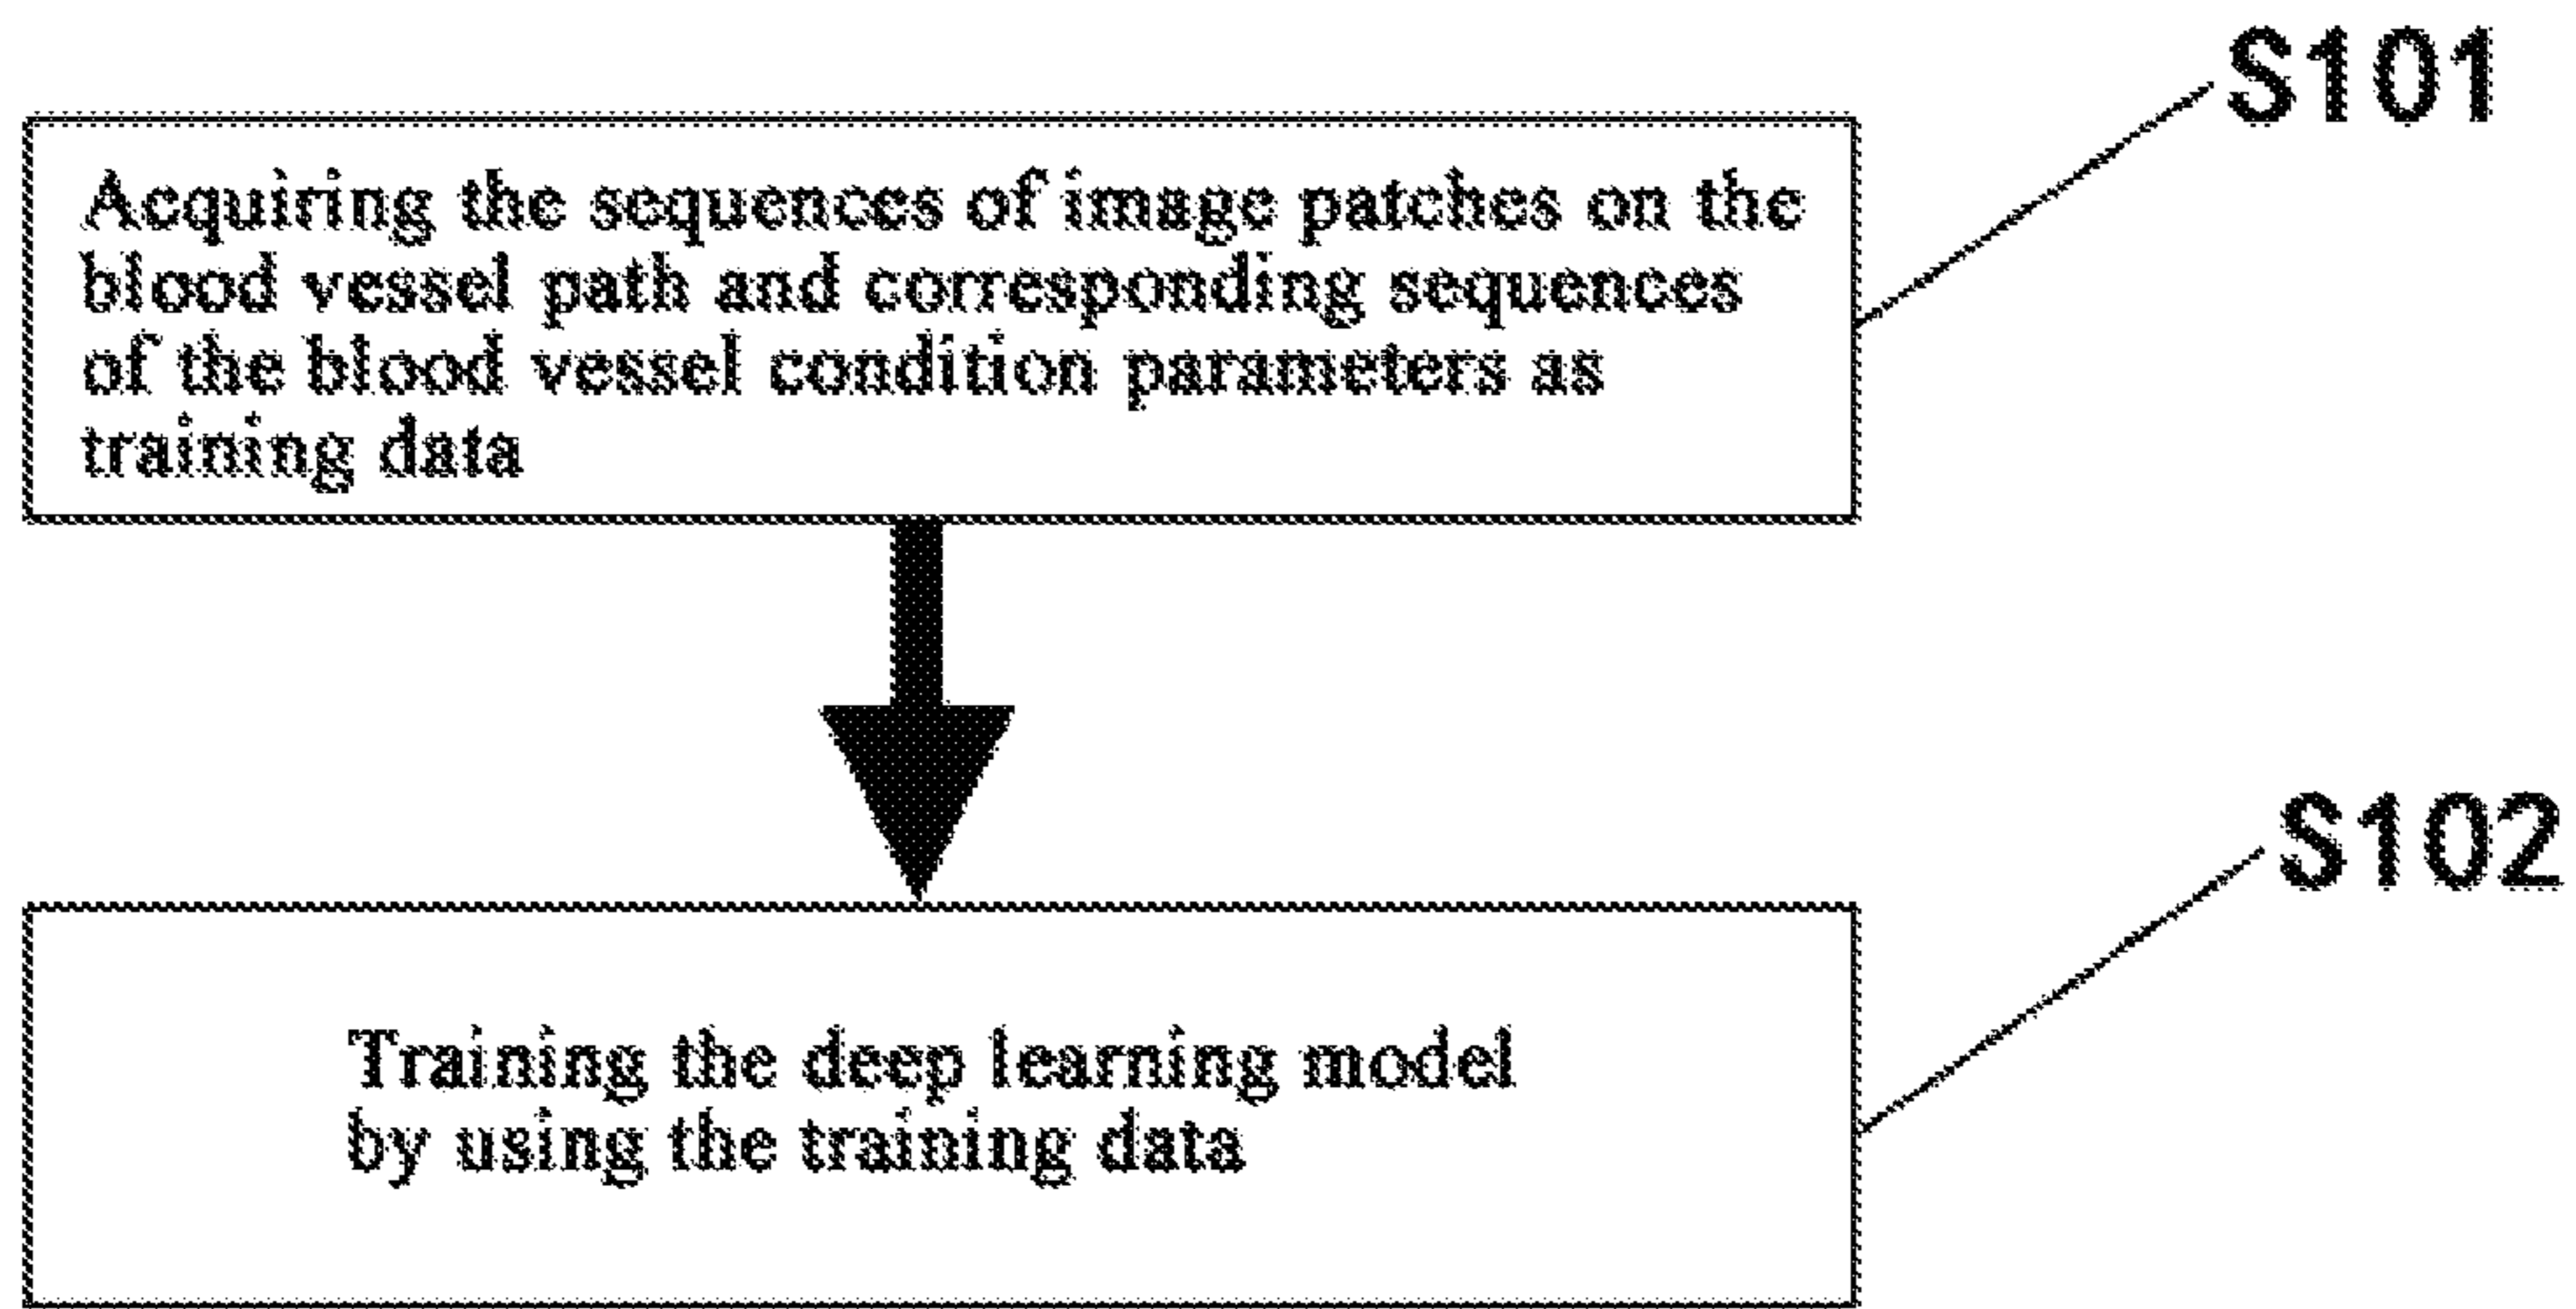 S101
Acquiring the sequences of image patches on the
blood vessel path and corresponding sequences
of the blood vessel condition parameters as
training data
S102
Training the deep learning model
by using the training data